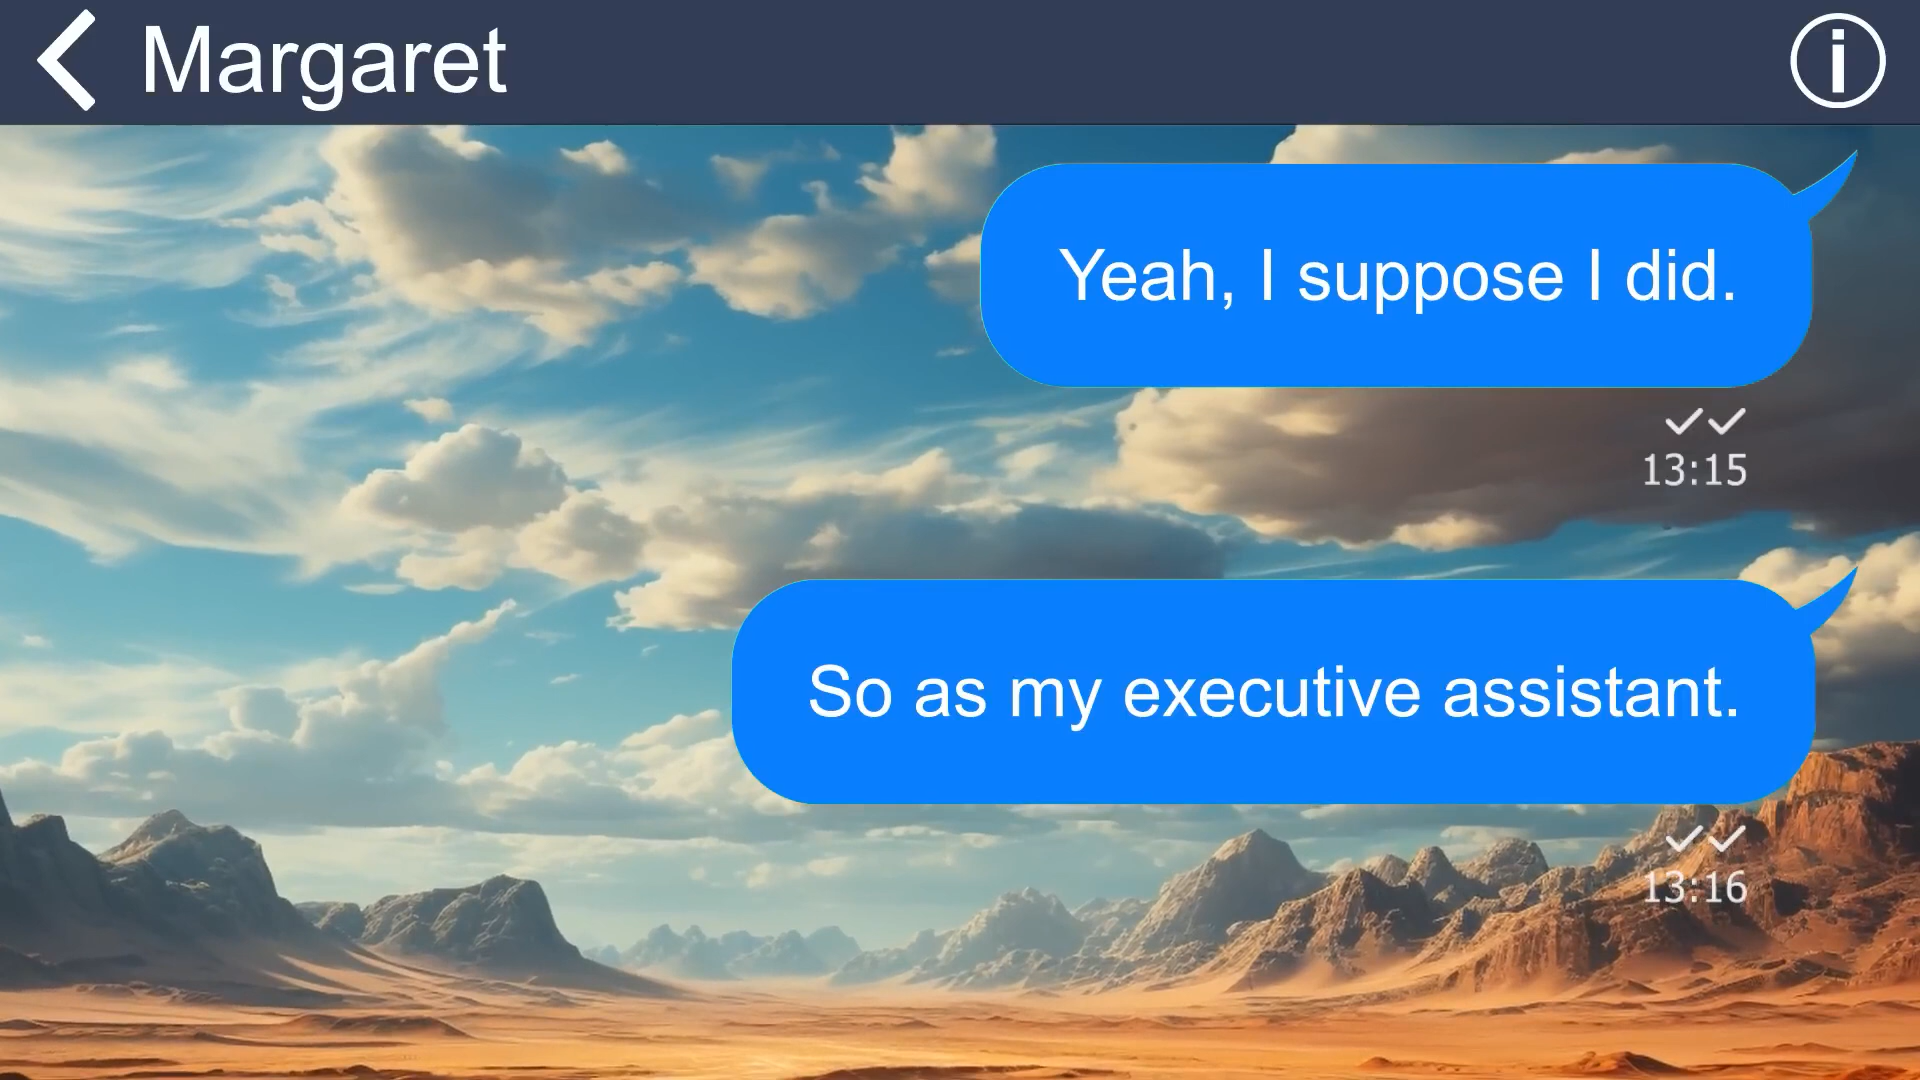 Margaret
Yeah, I suppose I did.
13:15
So as my executive assistant.
13:16